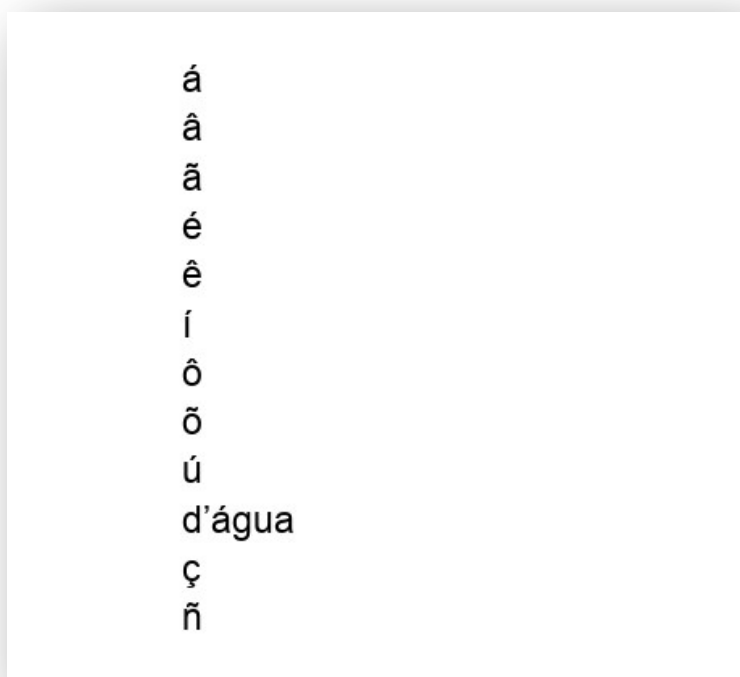 á
â
ã
é
ê
í
ô
õ
ú
d’água
ç
ñ